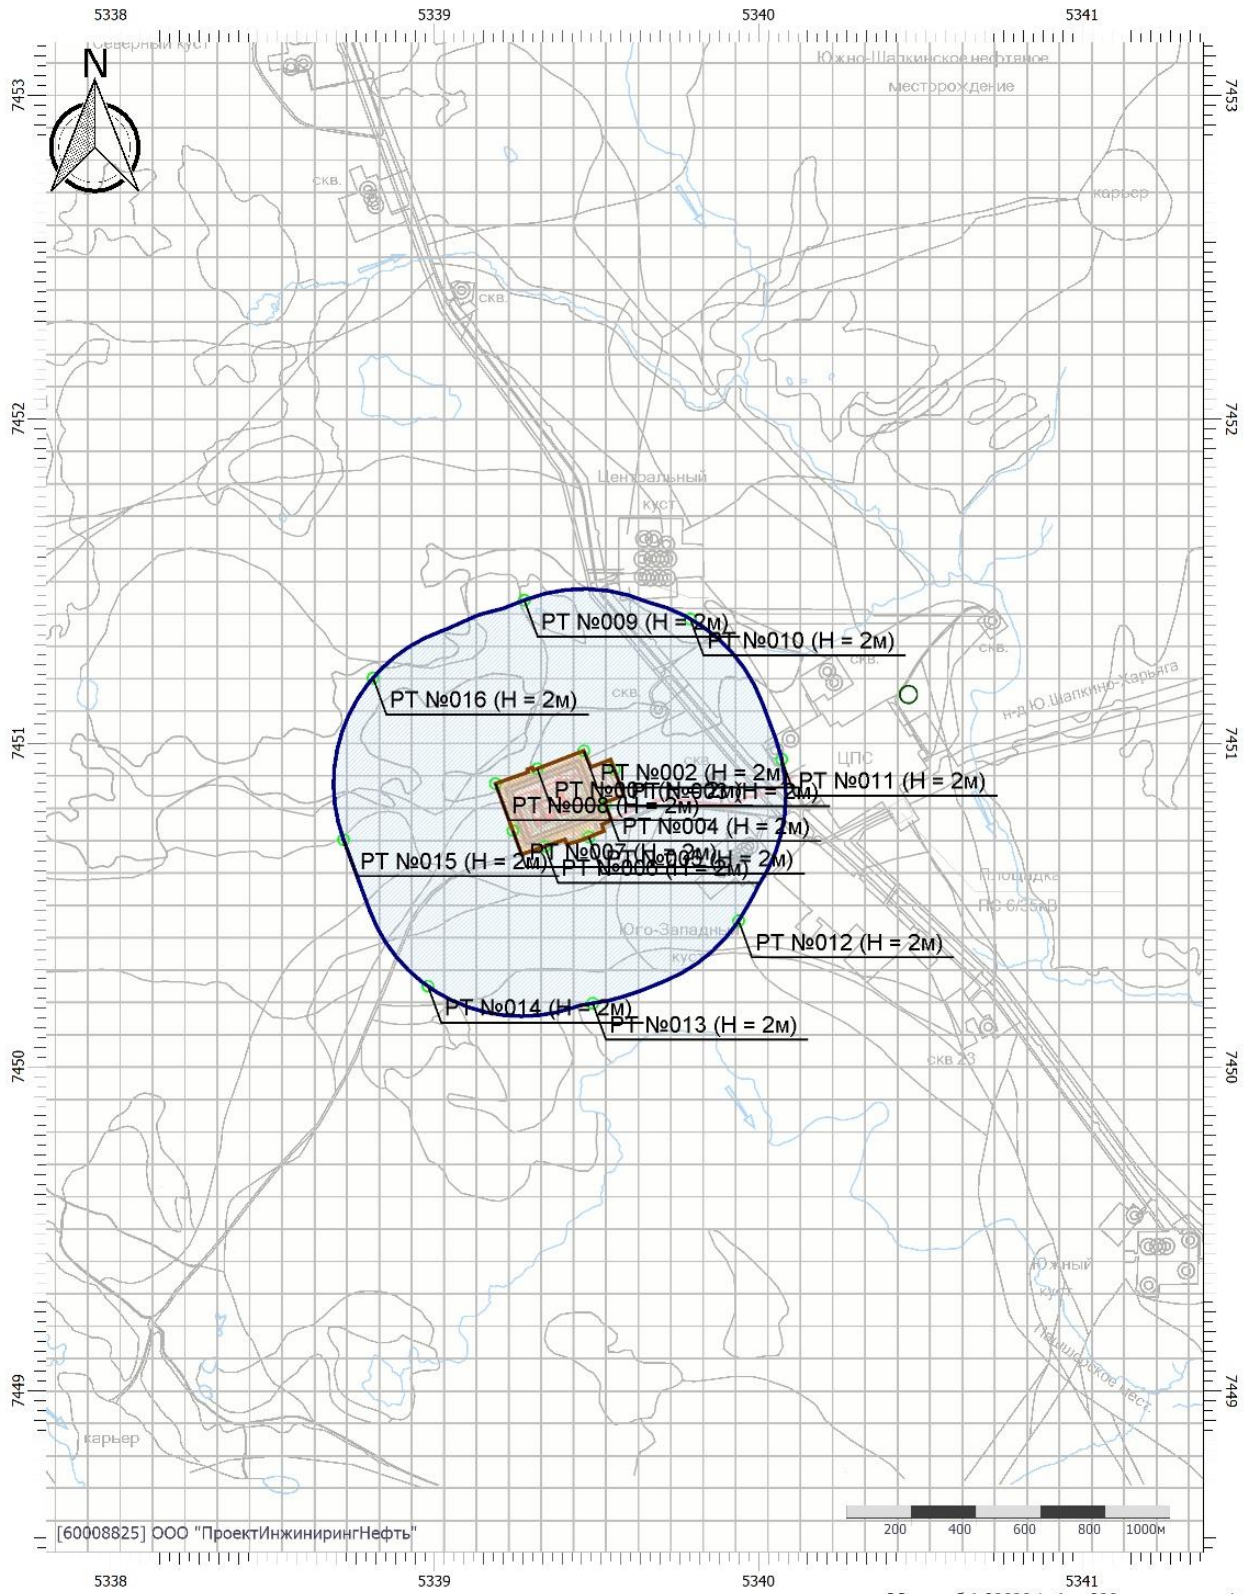 5338 5339 5340 5341
Северный куст
N
Южно-Шапкинское нефтяное
месторождение
7453 7453
скв.
карьер
скв.
7452 7452
Центральный
куст
РТ №009 (Н = 2м)
РТ №010 (Н = 2м)
скв.
скв.
скв.
РТ №016 (Н = 2м)
н-д Ю.Шапкино-Харьяга
7451 7451
скв.
ЦПС
РТ №002 (Н = 2м)
РТ №011 (Н = 2м)
РТ №008 (Н = 2м)
РТ №004 (Н = 2м)
РТ №007 (Н = 2м)
РТ №015 (Н = 2м)
РТ №006 (Н = 2м)
Площадка
ПС 6/35кВ
Юго-Западный
куст
РТ №012 (Н = 2м)
РТ №014 (Н = 2м)
РТ №013 (Н = 2м)
7450 7450
скв 23
Южный
куст
7449 7449
карьер
[60008825] ООО "ПроектИнжинирингНефть"
200 400 600 800 1000м
5338 5339 5340 5341